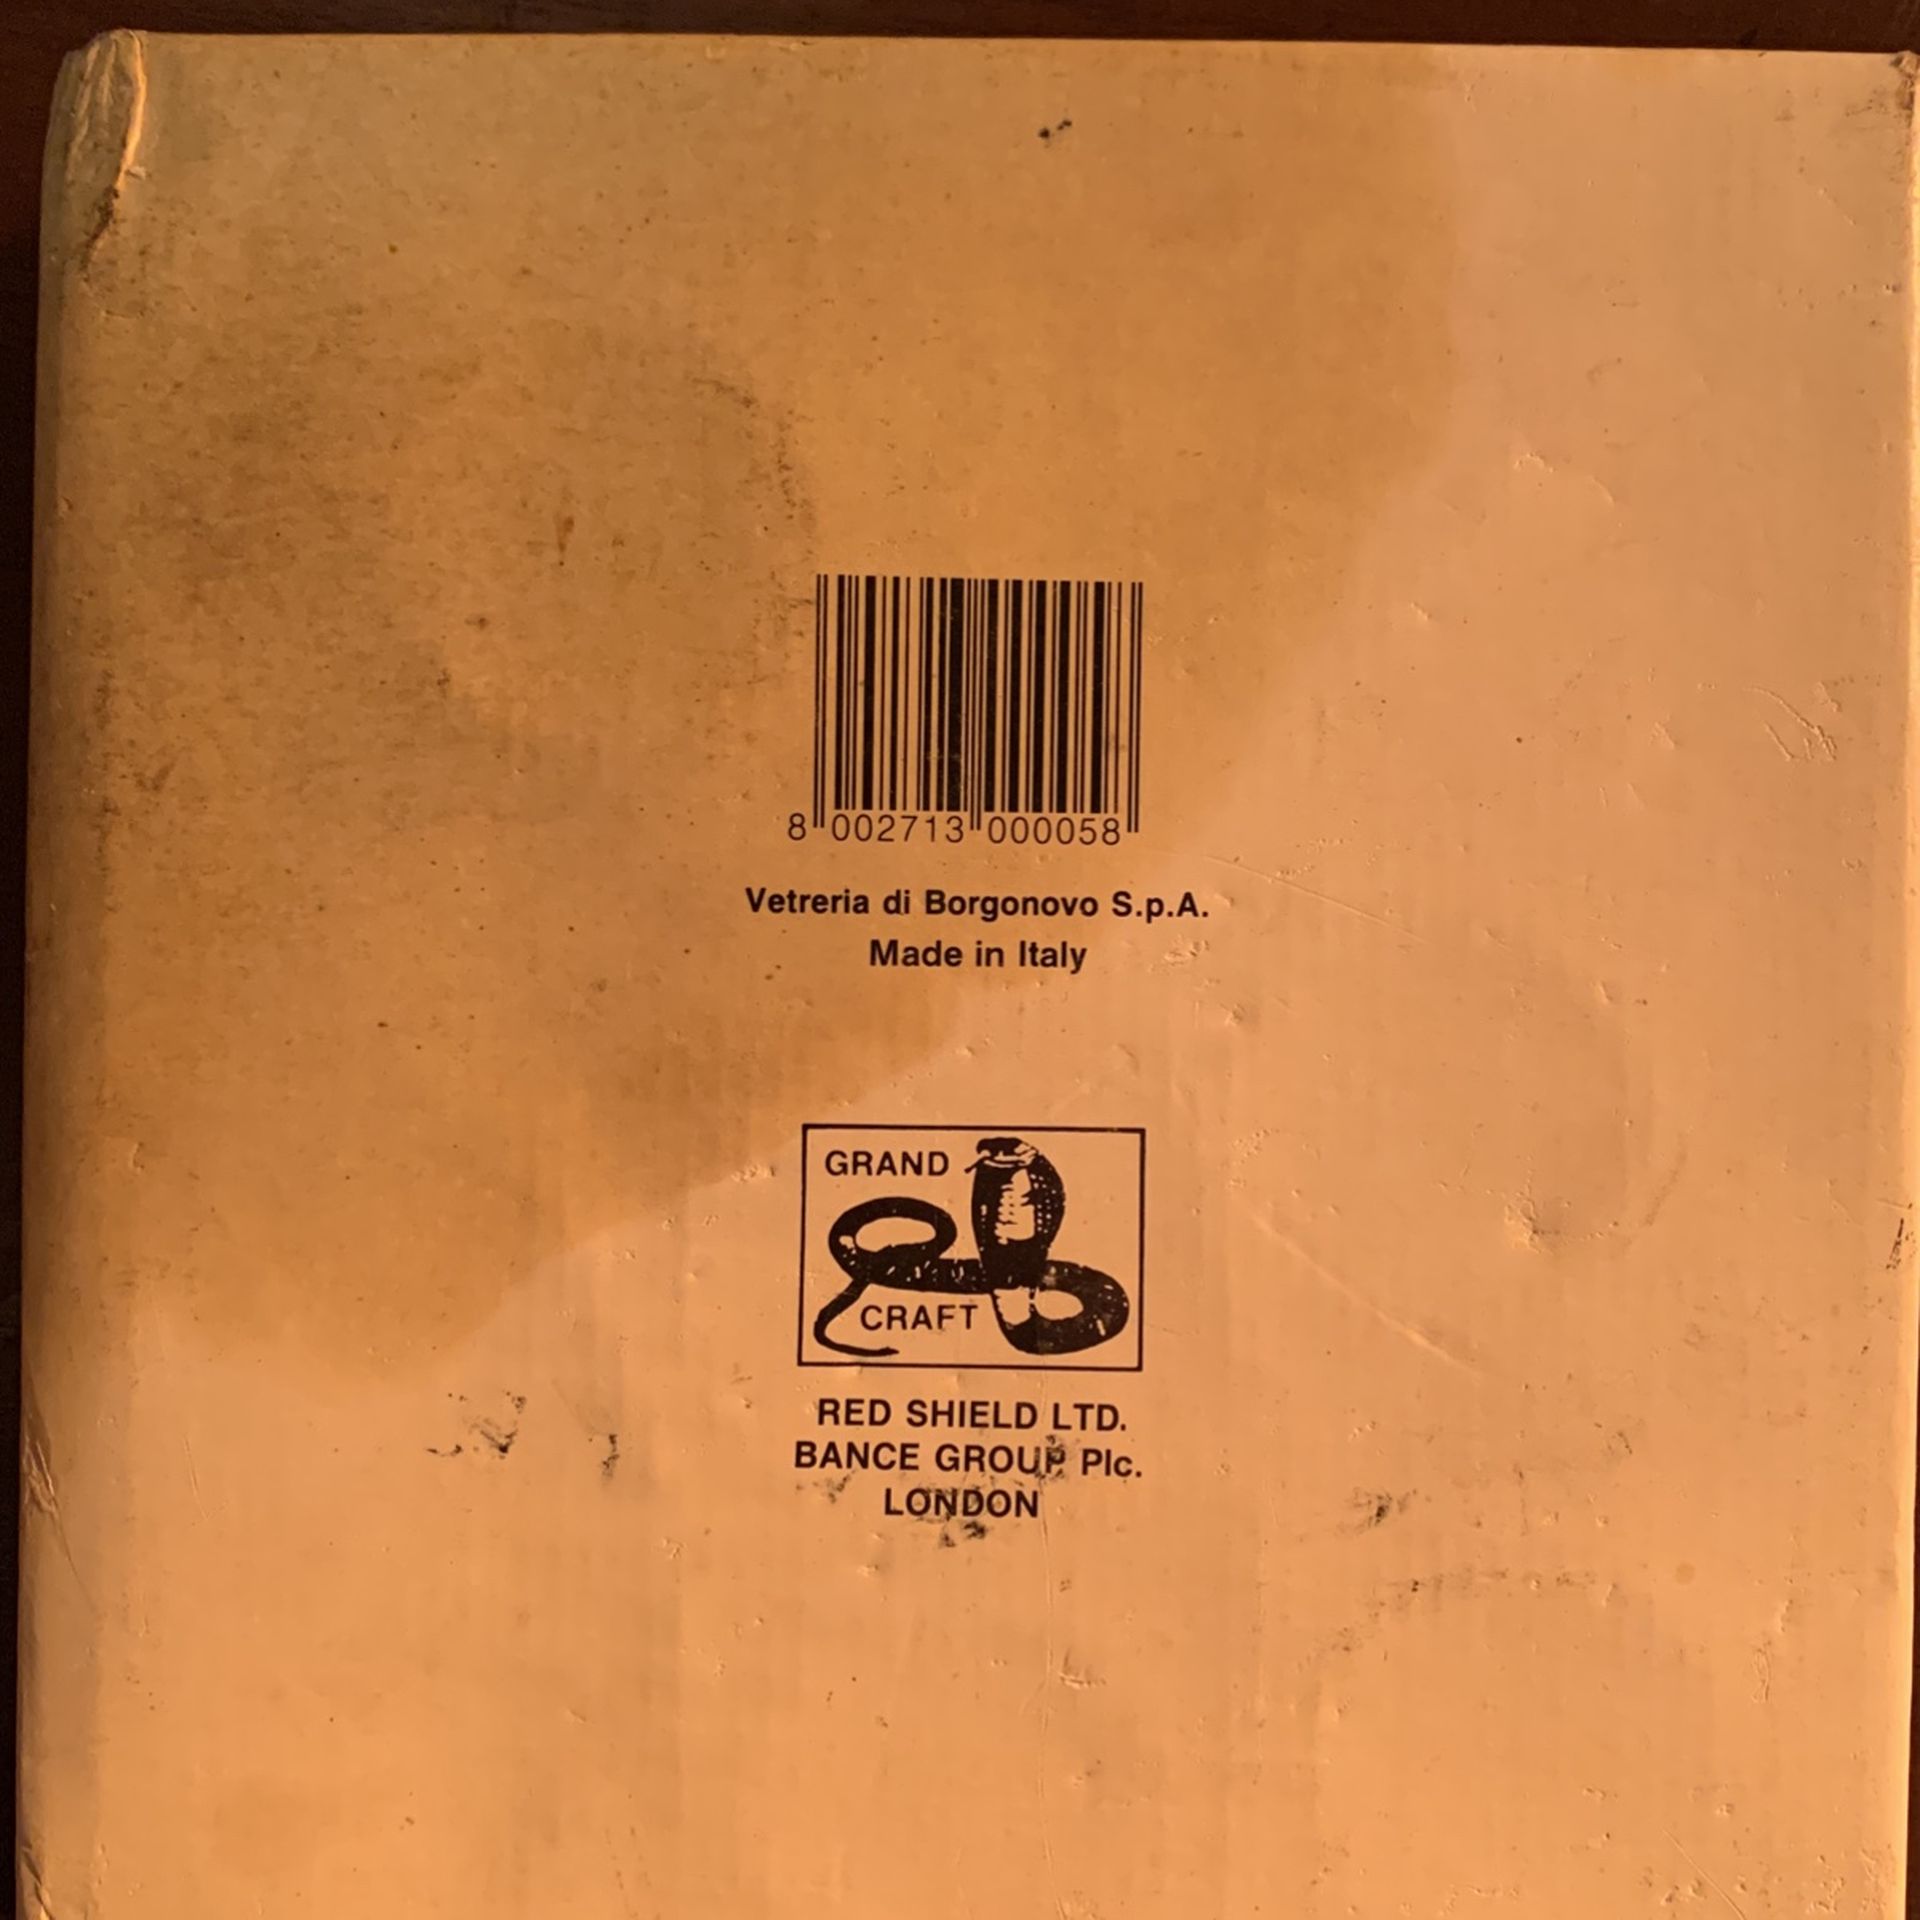 8 002713 000058
Vetreria di Borgonovo S.p.A.
Made in Italy
GRAND
CRAFT
RED SHIELD LTD.
BANCE GROUP Plc.
LONDON